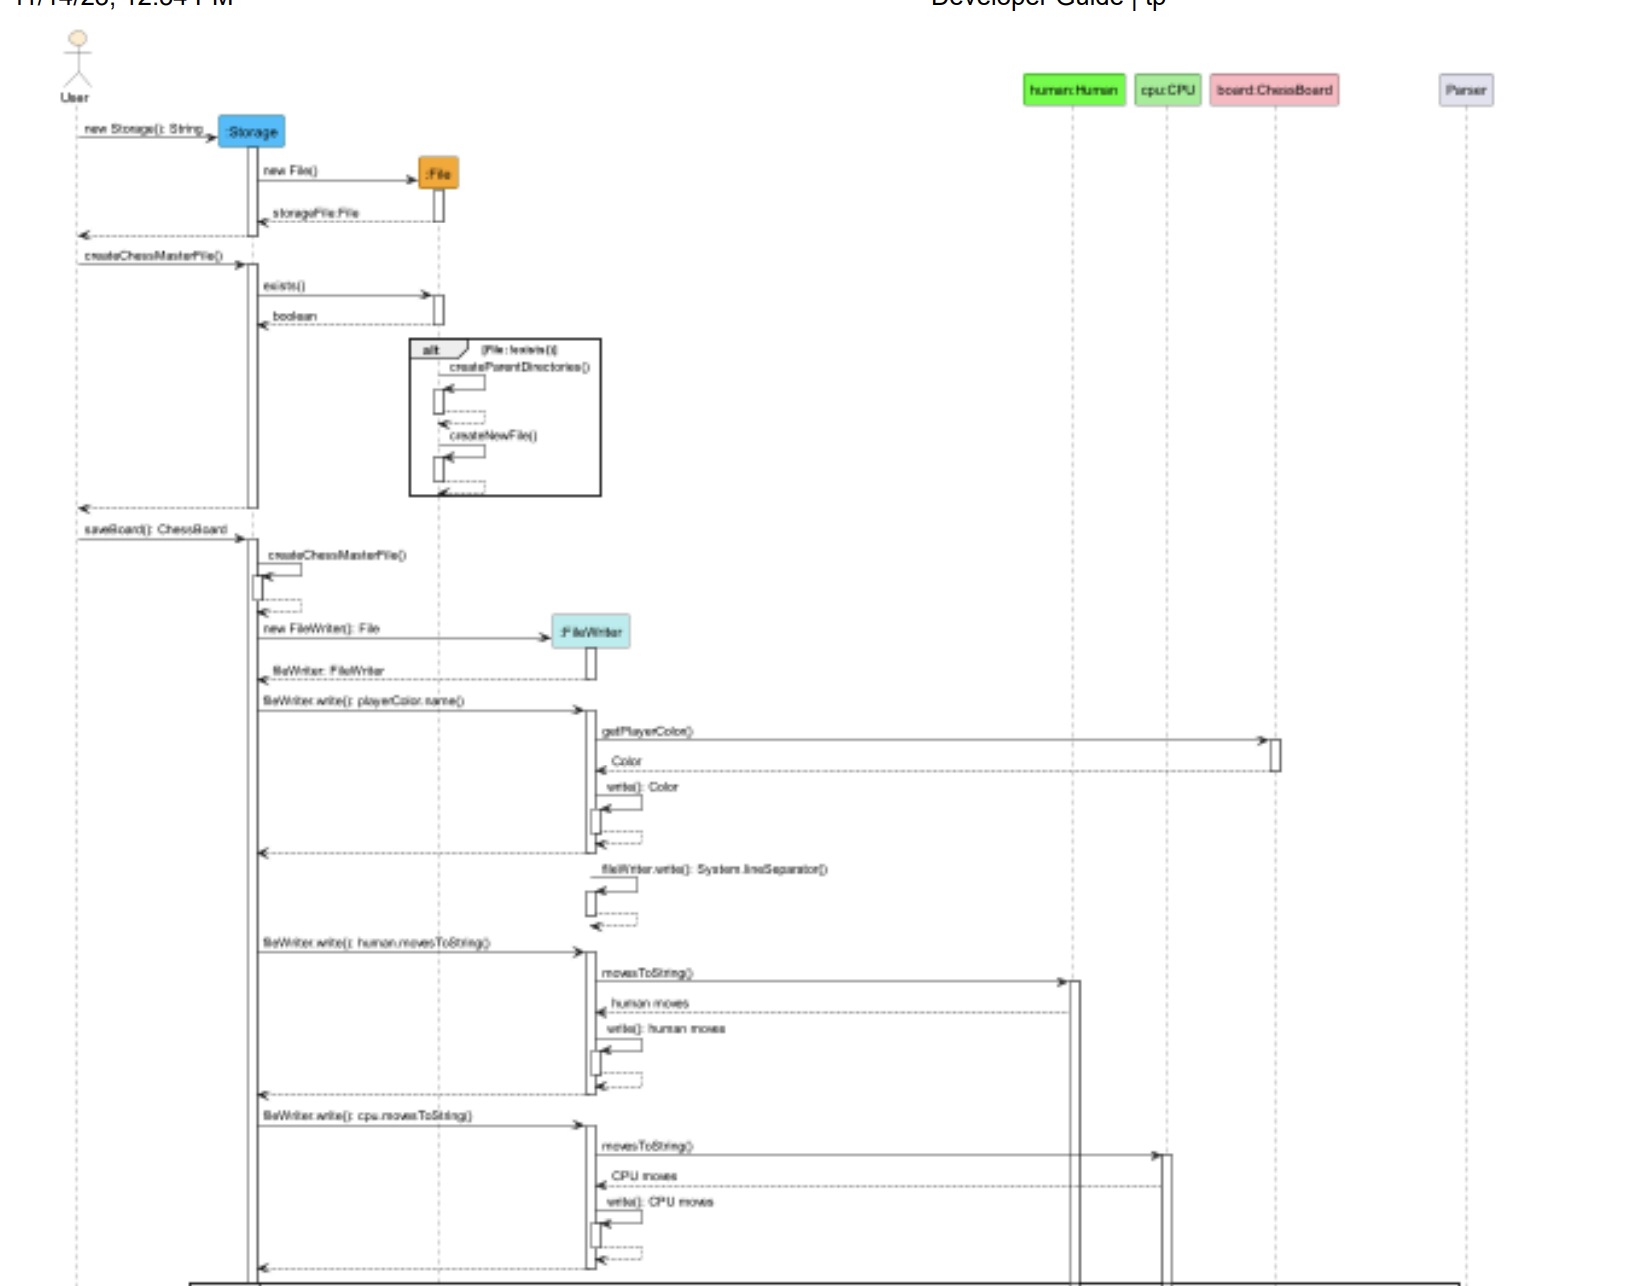 11/14/23, 12:34 PM Developer Guide | tp
User
human:Human cpu:CPU board:ChessBoard Parser
new Storage(): String
:Storage
new File()
:File
storageFile:File
createChessMasterFile()
exists()
boolean
alt [File : !exists()]
createParentDirectories()
createNewFile()
saveBoard(): ChessBoard
createChessMasterFile()
new FileWriter(): File
:FileWriter
fileWriter: FileWriter
fileWriter.write(): playerColor.name()
getPlayerColor()
Color
write(): Color
fileWriter.write(): System.lineSeparator()
fileWriter.write(): human.movesToString()
movesToString()
human moves
write(): human moves
fileWriter.write(): cpu.movesToString()
movesToString()
CPU moves
write(): CPU moves